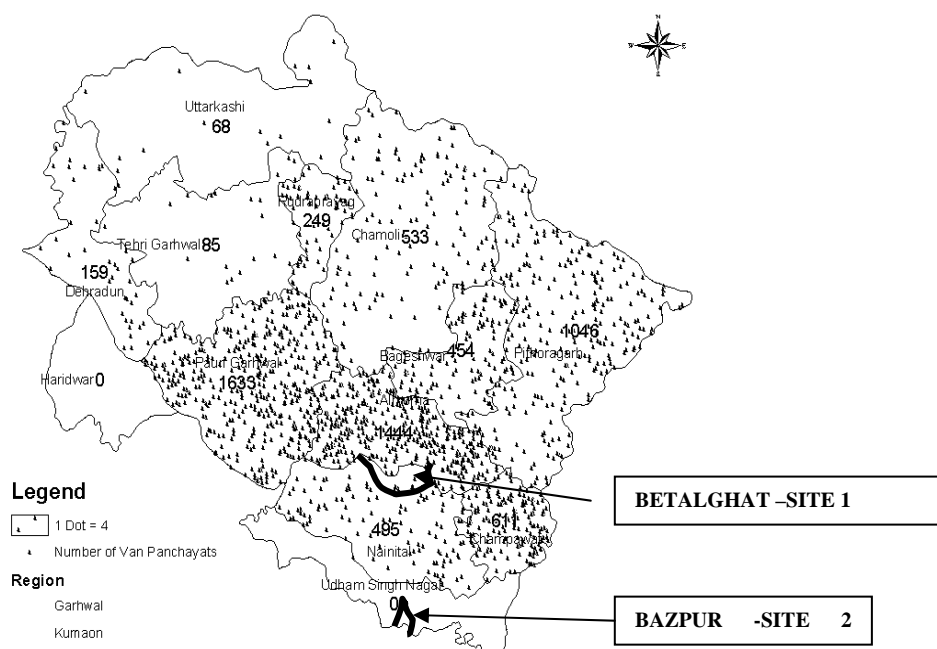 N
W E
S
Uttarkashi
68
Rudraprayag
249
Chamoli 533
Tehri Garhwal 85
159
Dehradun
1046
Pithoragarh
Bageshwar 454
Pauri Garhwal
1633
Haridwar 0
Almora
1444
Legend
1 Dot = 4
Number of Van Panchayats
Region
Garhwal
Kumaon
BETALGHAT –SITE 1
611
Champawat
495
Nainital
Udham Singh Nagar
0
BAZPUR -SITE 2